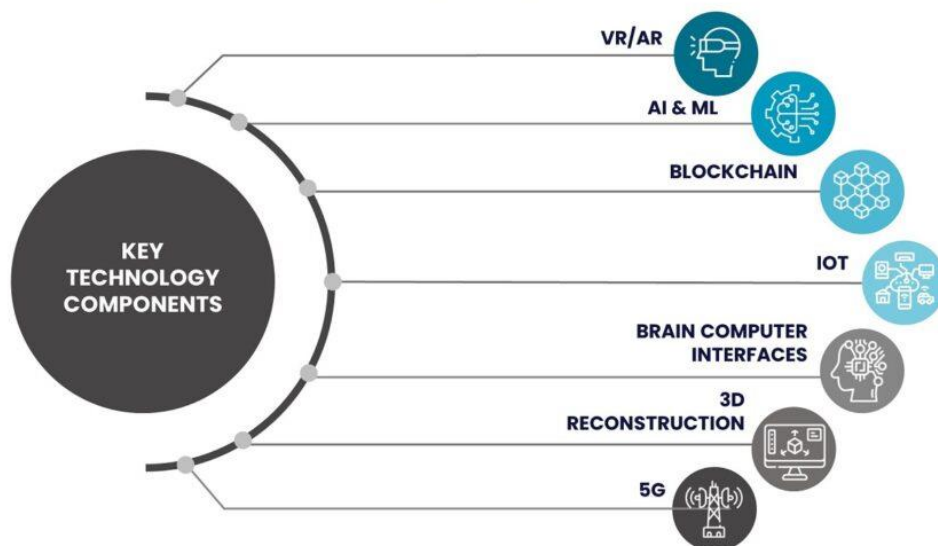 KEY
TECHNOLOGY
COMPONENTS
VR/AR
AI & ML
BLOCKCHAIN
IOT
BRAIN COMPUTER
INTERFACES
3D
RECONSTRUCTION
5G